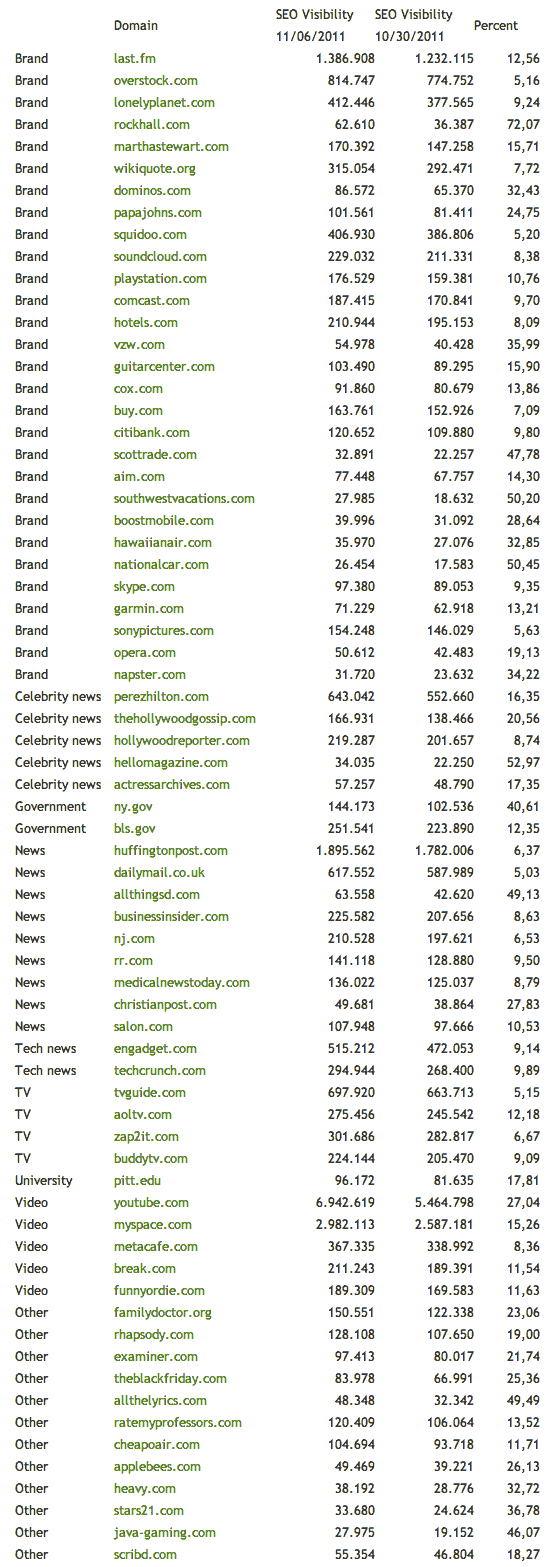 Domain SEO Visibility 11/06/2011 SEO Visibility 10/30/2011 Percent
Brand last.fm 1.386.908 1.232.115 12,56
Brand overstock.com 814.747 774.752 5,16
Brand lonelyplanet.com 412.446 377.565 9,24
Brand rockhall.com 62.610 36.387 72,07
Brand marthastewart.com 170.392 147.258 15,71
Brand wikiquote.org 315.054 292.471 7,72
Brand dominos.com 86.572 65.370 32,43
Brand papajohns.com 101.561 81.411 24,75
Brand squidoo.com 406.930 386.806 5,20
Brand soundcloud.com 229.032 211.331 8,38
Brand playstation.com 176.529 159.381 10,76
Brand comcast.com 187.415 170.841 9,70
Brand hotels.com 210.944 195.153 8,09
Brand vzw.com 54.978 40.428 35,99
Brand guitarcenter.com 103.490 89.295 15,90
Brand cox.com 91.860 80.679 13,86
Brand buy.com 163.761 152.926 7,09
Brand citibank.com 120.652 109.880 9,80
Brand scottrade.com 32.891 22.257 47,78
Brand aim.com 77.448 67.757 14,30
Brand southwestvacations.com 27.985 18.632 50,20
Brand boostmobile.com 39.996 31.092 28,64
Brand hawaiianair.com 35.970 27.076 32,85
Brand nationalcar.com 26.454 17.583 50,45
Brand skype.com 97.380 89.053 9,35
Brand garmin.com 71.229 62.918 13,21
Brand sonypictures.com 154.248 146.029 5,63
Brand opera.com 50.612 42.483 19,13
Brand napster.com 31.720 23.632 34,22
Celebrity news perezhilton.com 643.042 552.660 16,35
Celebrity news thehollywoodgossip.com 166.931 138.466 20,56
Celebrity news hollywoodreporter.com 219.287 201.657 8,74
Celebrity news hellomagazine.com 34.035 22.250 52,97
Celebrity news actressarchives.com 57.257 48.790 17,35
Government ny.gov 144.173 102.536 40,61
Government bls.gov 251.541 223.890 12,35
News huffingtonpost.com 1.895.562 1.782.006 6,37
News dailymail.co.uk 617.552 587.989 5,03
News allthingsd.com 63.558 42.620 49,13
News businessinsider.com 225.582 207.656 8,63
News nj.com 210.528 197.621 6,53
News rr.com 141.118 128.880 9,50
News medicalnewstoday.com 136.022 125.037 8,79
News christianpost.com 49.681 38.864 27,83
News salon.com 107.948 97.666 10,53
Tech news engadget.com 515.212 472.053 9,14
Tech news techcrunch.com 294.944 268.400 9,89
TV tvguide.com 697.920 663.713 5,15
TV aoltv.com 275.456 245.542 12,18
TV zap2it.com 301.686 282.817 6,67
TV buddytv.com 224.144 205.470 9,09
University pitt.edu 96.172 81.635 17,81
Video youtube.com 6.942.619 5.464.798 27,04
Video myspace.com 2.982.113 2.587.181 15,26
Video metacafe.com 367.335 338.992 8,36
Video break.com 211.243 189.391 11,54
Video funnyordie.com 189.309 169.583 11,63
Other familydoctor.org 150.551 122.338 23,06
Other rhapsody.com 128.108 107.650 19,00
Other examiner.com 97.413 80.017 21,74
Other theblackfriday.com 83.978 66.991 25,36
Other allthelyrics.com 48.348 32.342 49,49
Other ratemyprofessors.com 120.409 106.064 13,52
Other cheapoair.com 104.694 93.718 11,71
Other applebees.com 49.469 39.221 26,13
Other heavy.com 38.192 28.776 32,72
Other stars21.com 33.680 24.624 36,78
Other java-gaming.com 27.975 19.152 46,07
Other scribd.com 55.354 46.804 18,27